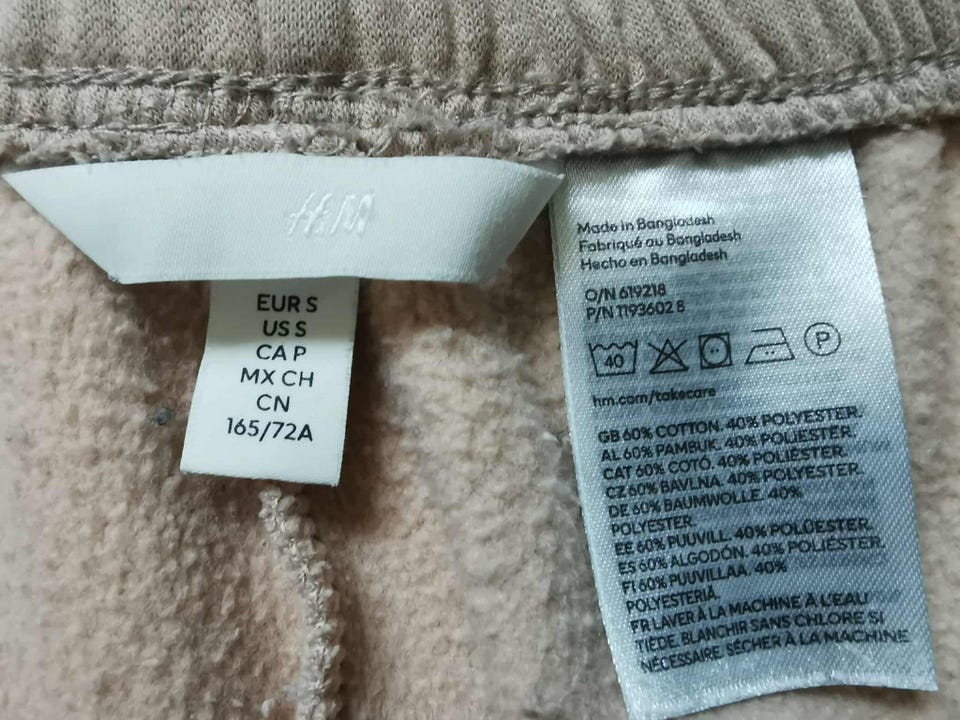 H&M
EUR S
US S
CA P
MX CH
CN
165/72A
Made in Bangladesh
Fabriqué au Bangladesh
Hecho en Bangladesh
O/N 619218
P/N 1193602 8
40
P
hm.com/takecare
GB 60% COTTON. 40% POLYESTER.
AL 60% PAMBUK. 40% POLIESTER.
CAT 60% COTÓ. 40% POLIÈSTER.
CZ 60% BAVLNA. 40% POLYESTER.
DE 60% BAUMWOLLE. 40%
POLYESTER.
EE 60% PUUVILL. 40% POLÜESTER.
ES 60% ALGODÓN. 40% POLIÉSTER.
FI 60% PUUVILLAA. 40%
POLYESTERIÄ.
FR LAVER À LA MACHINE À L'EAU
TIÈDE. BLANCHIR SANS CHLORE SI
NÉCESSAIRE. SÉCHER À LA MACHINE